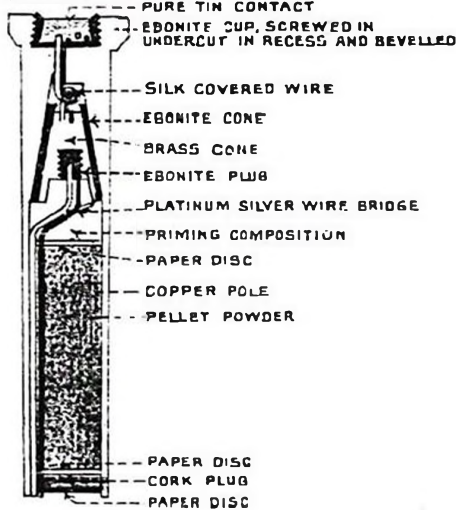 PURE TIN CONTACT
EBONITE CUP, SCREWED IN
UNDERCUT IN RECESS AND BEVELLED
SILK COVERED WIRE
EBONITE CONE
BRASS CONE
EBONITE PLUG
PLATINUM SILVER WIRE BRIDGE
PRIMING COMPOSITION
PAPER DISC
COPPER POLE
PELLET POWDER
PAPER DISC
CORK PLUG
PAPER DISC